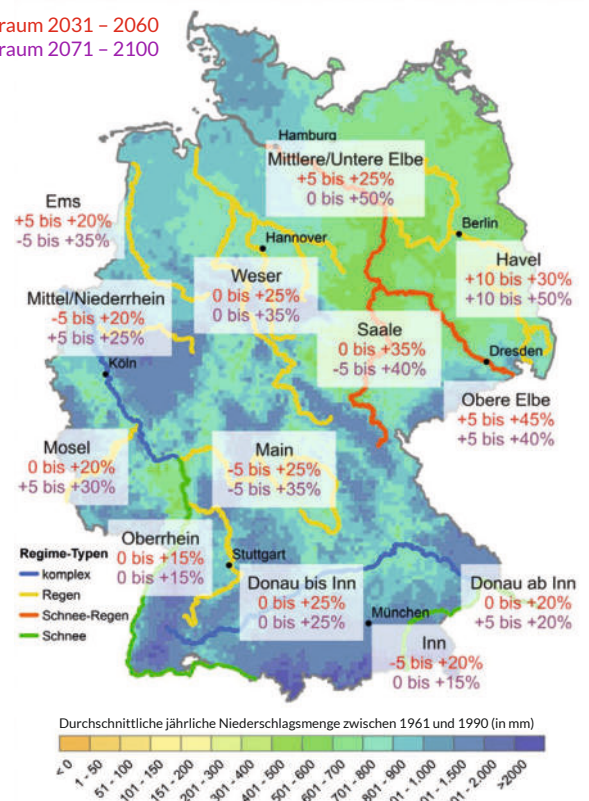 raum 2031 – 2060
raum 2071 – 2100
Hamburg
Mittlere/Untere Elbe
+5 bis +25%
0 bis +50%
Ems
+5 bis +20%
-5 bis +35%
Berlin
Hannover
Havel
+10 bis +30%
+10 bis +50%
Weser
0 bis +25%
0 bis +35%
Mittel/Niederrhein
-5 bis +20%
+5 bis +25%
Saale
0 bis +35%
-5 bis +40%
Köln
Dresden
Obere Elbe
+5 bis +45%
+5 bis +40%
Mosel
0 bis +20%
+5 bis +30%
Main
-5 bis +25%
-5 bis +35%
Oberrhein
0 bis +15%
0 bis +15%
Regime-Typen
komplex
Regen
Schnee-Regen
Schnee
Stuttgart
Donau bis Inn
0 bis +25%
0 bis +25%
Donau ab Inn
0 bis +20%
+5 bis +20%
München
Inn
-5 bis +20%
0 bis +15%
Durchschnittliche jährliche Niederschlagsmenge zwischen 1961 und 1990 (in mm)
< 0
1 - 50
51 - 100
101 - 150
151 - 200
201 - 300
301 - 400
401 - 500
501 - 600
601 - 700
701 - 800
801 - 900
901 - 1.000
1.001 - 1.500
1.501 - 2.000
>2000